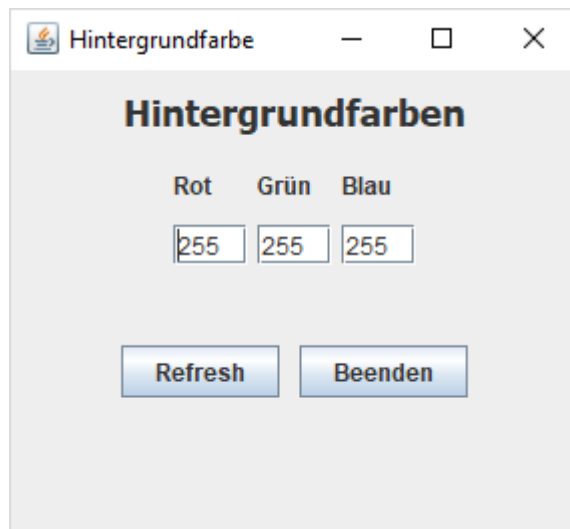 Hintergrundfarbe
Hintergrundfarben
Rot Grün Blau
255 255 255
Refresh Beenden